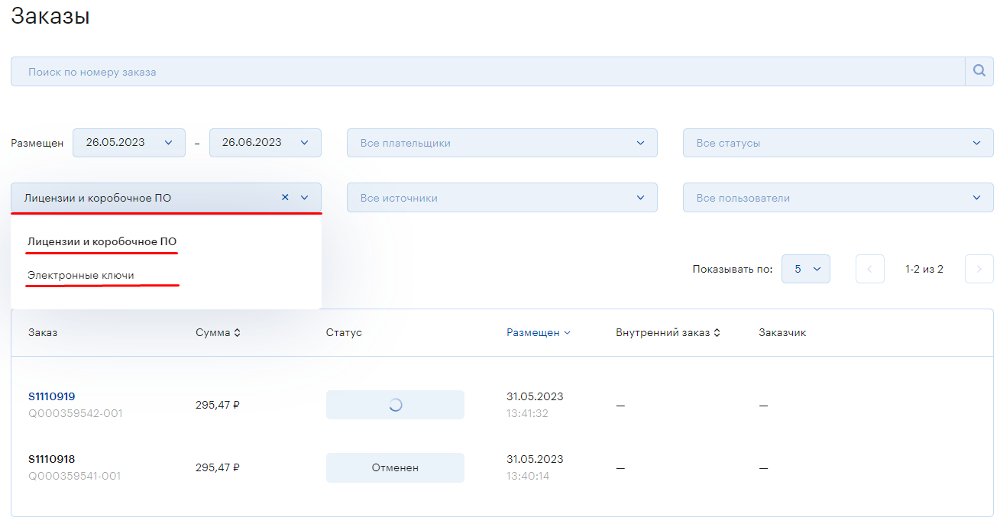 Заказы
Поиск по номеру заказа
Размещен 26.05.2023 – 26.06.2023 Все плательщики Все статусы
Лицензии и коробочное ПО Все источники Все пользователи
Лицензии и коробочное ПО
Электронные ключи
Показывать по: 5 1-2 из 2
Заказ Сумма Статус Размещен Внутренний заказ Заказчик
S1110919 295,47 ₽ 31.05.2023 — —
Q000359542-001 13:41:32
S1110918 295,47 ₽ Отменен 31.05.2023 — —
Q000359541-001 13:40:14